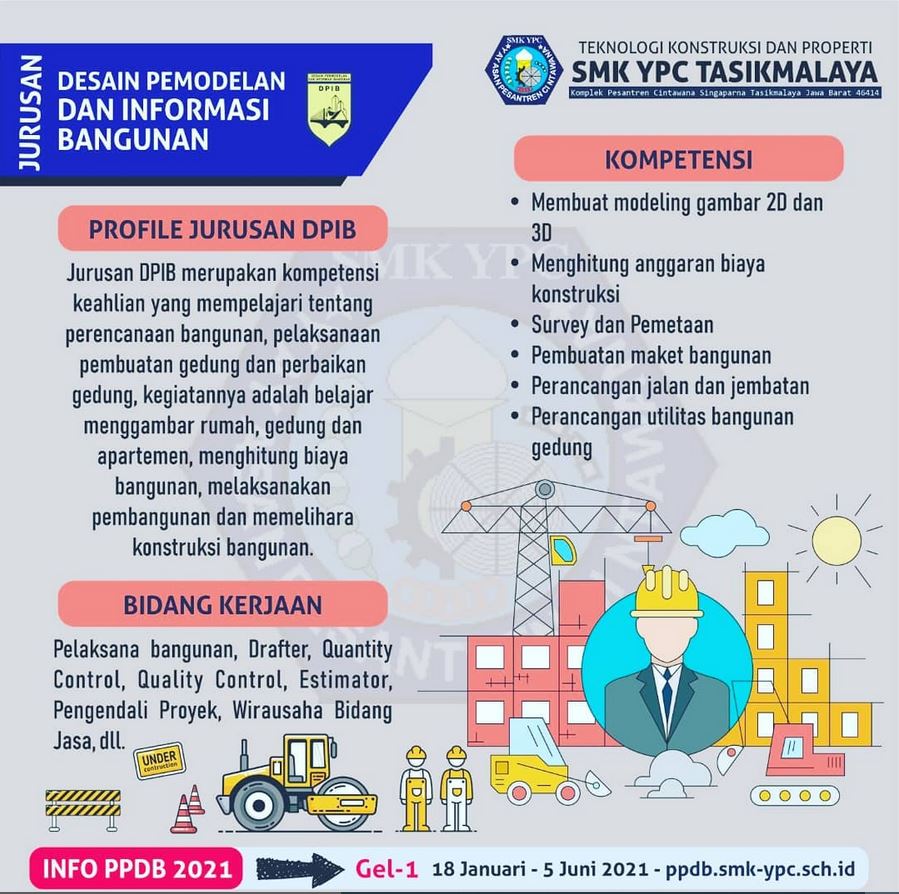 JURUSAN
DESAIN PEMODELAN
DAN INFORMASI
BANGUNAN
DPIB
SMK YPC
YAYASAN PESANTREN CINTAWANA
TEKNOLOGI KONSTRUKSI DAN PROPERTI
SMK YPC TASIKMALAYA
Komplek Pesantren Cintawana Singaparna Tasikmalaya Jawa Barat 46414
PROFILE JURUSAN DPIB
Jurusan DPIB merupakan kompetensi
keahlian yang mempelajari tentang
perencanaan bangunan, pelaksanaan
pembuatan gedung dan perbaikan
gedung, kegiatannya adalah belajar
menggambar rumah, gedung dan
apartemen, menghitung biaya
bangunan, melaksanakan
pembangunan dan memelihara
konstruksi bangunan.
BIDANG KERJAAN
Pelaksana bangunan, Drafter, Quantity
Control, Quality Control, Estimator,
Pengendali Proyek, Wirausaha Bidang
Jasa, dll.
KOMPETENSI
• Membuat modeling gambar 2D dan
3D
• Menghitung anggaran biaya
konstruksi
• Survey dan Pemetaan
• Pembuatan maket bangunan
• Perancangan jalan dan jembatan
• Perancangan utilitas bangunan
gedung
SMK YPC
UNDER
construction
INFO PPDB 2021
Gel-1 18 Januari - 5 Juni 2021 - ppdb.smk-ypc.sch.id